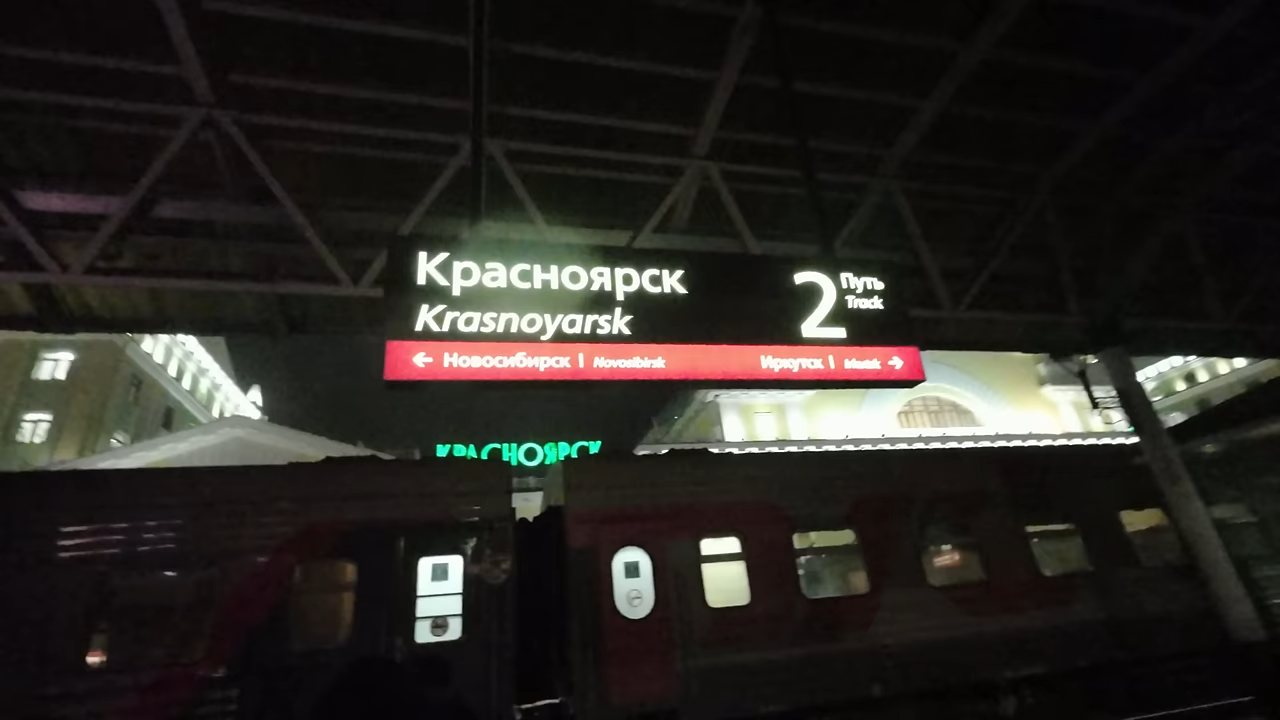 Красноярск
Krasnoyarsk
2 Путь
Track
← Новосибирск | Novosibirsk
Иркутск | Irkutsk →
КРАСНОЯРСК